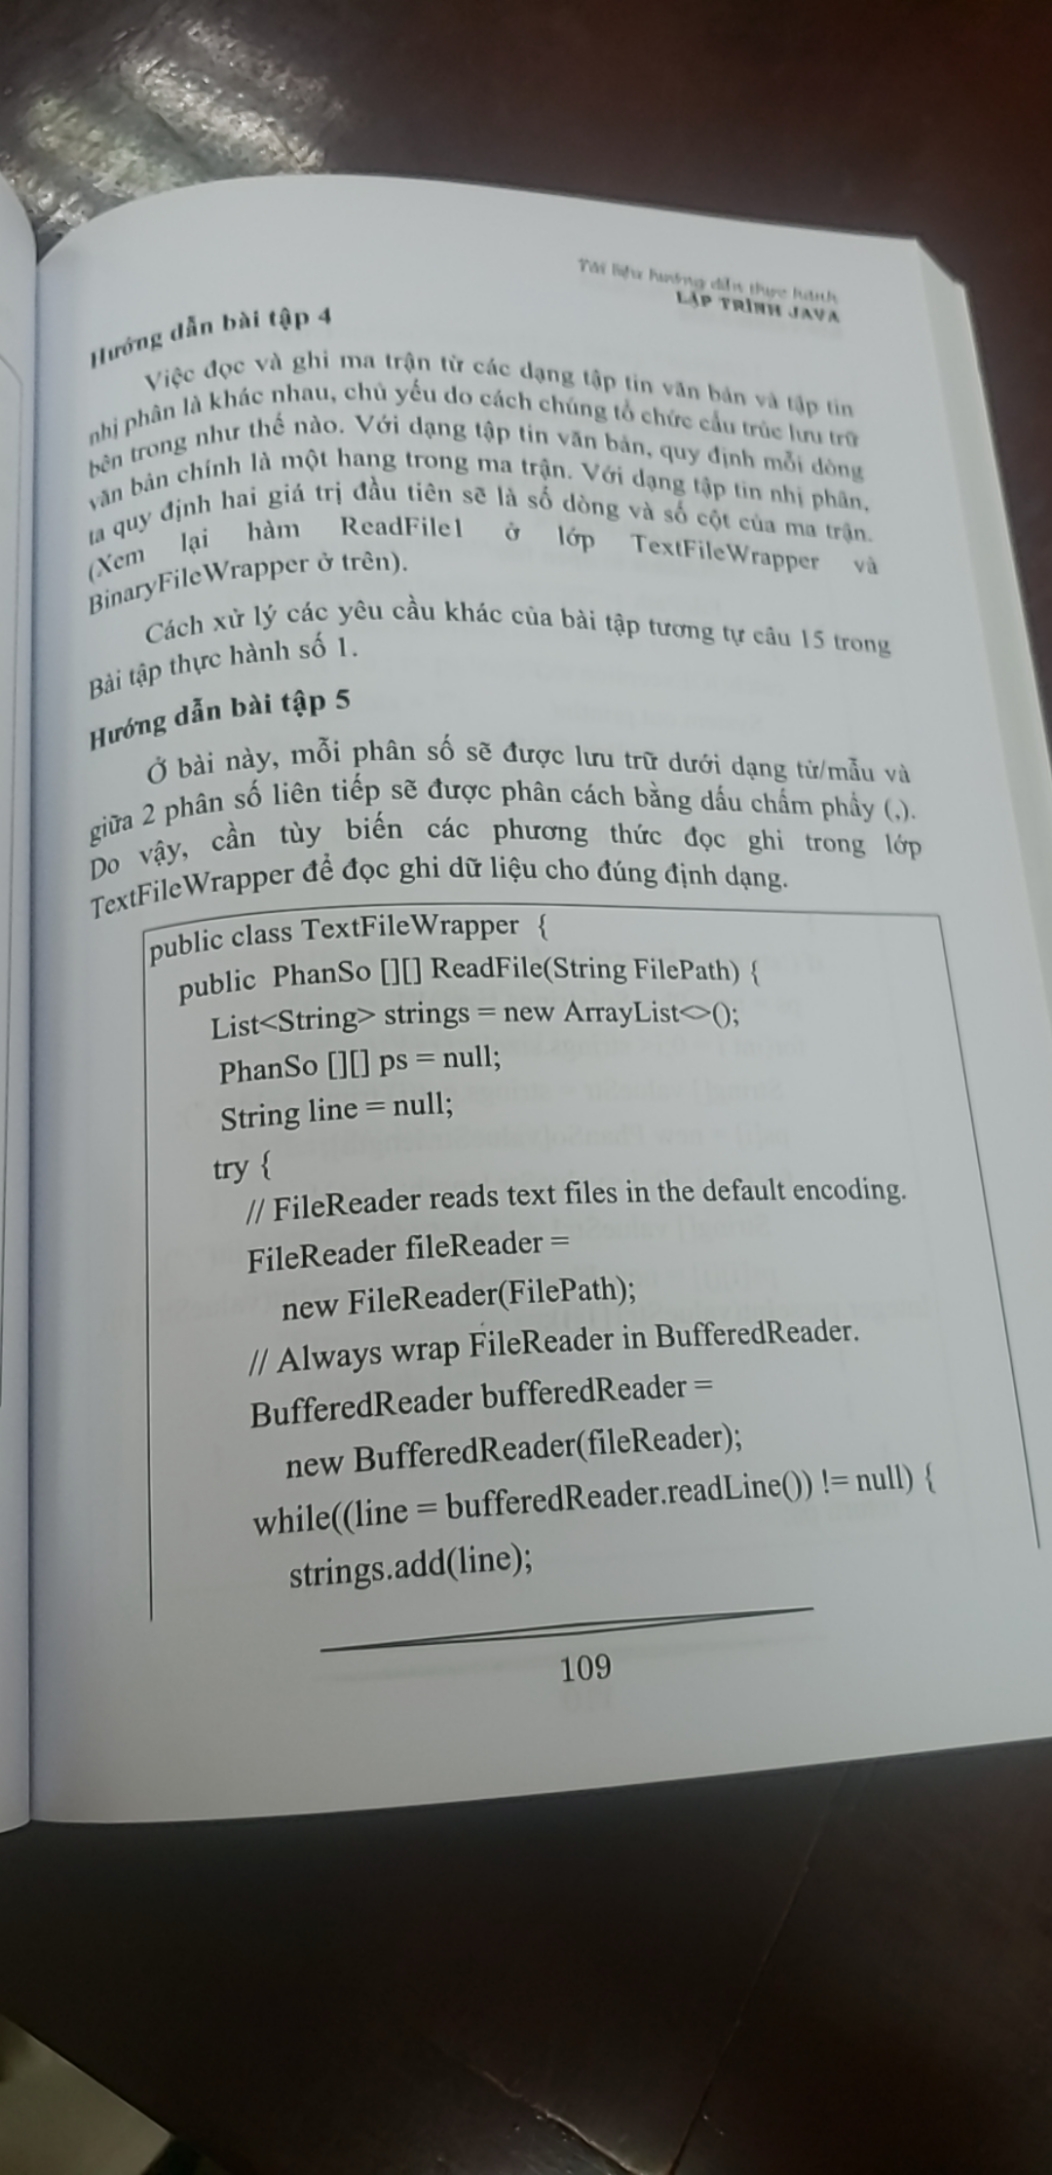 Tài liệu hướng dẫn thực hành
LẬP TRÌNH JAVA
Hướng dẫn bài tập 4
Việc đọc và ghi ma trận từ các dạng tập tin văn bản và tập tin
nhị phân là khác nhau, chủ yếu do cách chúng tổ chức cấu trúc lưu trữ
bên trong như thế nào. Với dạng tập tin văn bản, quy định mỗi dòng
văn bản chính là một hang trong ma trận. Với dạng tập tin nhị phân,
ta quy định hai giá trị đầu tiên sẽ là số dòng và số cột của ma trận.
(Xem lại hàm ReadFile1 ở lớp TextFileWrapper và
BinaryFileWrapper ở trên).
Cách xử lý các yêu cầu khác của bài tập tương tự câu 15 trong
Bài tập thực hành số 1.
Hướng dẫn bài tập 5
Ở bài này, mỗi phân số sẽ được lưu trữ dưới dạng tử/mẫu và
giữa 2 phân số liên tiếp sẽ được phân cách bằng dấu chấm phẩy (,).
Do vậy, cần tùy biến các phương thức đọc ghi trong lớp
TextFileWrapper để đọc ghi dữ liệu cho đúng định dạng.
public class TextFileWrapper {
public PhanSo [][] ReadFile(String FilePath) {
List<String> strings = new ArrayList<>();
PhanSo [][] ps = null;
String line = null;
try {
// FileReader reads text files in the default encoding.
FileReader fileReader =
new FileReader(FilePath);
// Always wrap FileReader in BufferedReader.
BufferedReader bufferedReader =
new BufferedReader(fileReader);
while((line = bufferedReader.readLine()) != null) {
strings.add(line);
109